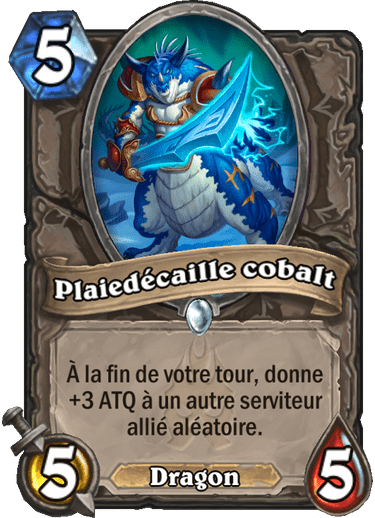 5
Plaiedécaille cobalt
À la fin de votre tour, donne
+3 ATQ à un autre serviteur
allié aléatoire.
5
Dragon
5